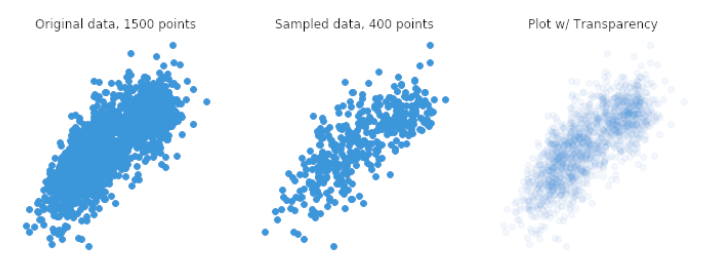 Original data, 1500 points
Sampled data, 400 points
Plot w/ Transparency